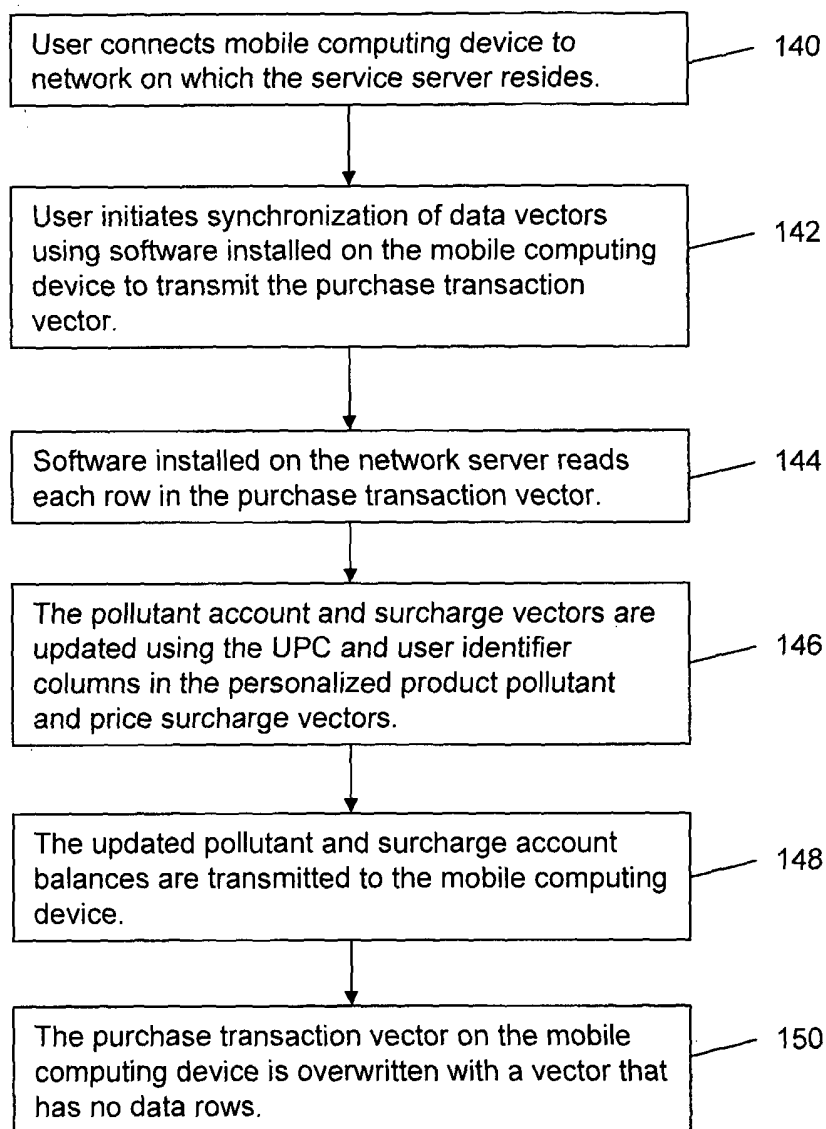 User connects mobile computing device to
network on which the service server resides.
140
User initiates synchronization of data vectors
using software installed on the mobile computing
device to transmit the purchase transaction
vector.
142
Software installed on the network server reads
each row in the purchase transaction vector.
144
The pollutant account and surcharge vectors are
updated using the UPC and user identifier
columns in the personalized product pollutant
and price surcharge vectors.
146
The updated pollutant and surcharge account
balances are transmitted to the mobile computing
device.
148
The purchase transaction vector on the mobile
computing device is overwritten with a vector that
has no data rows.
150